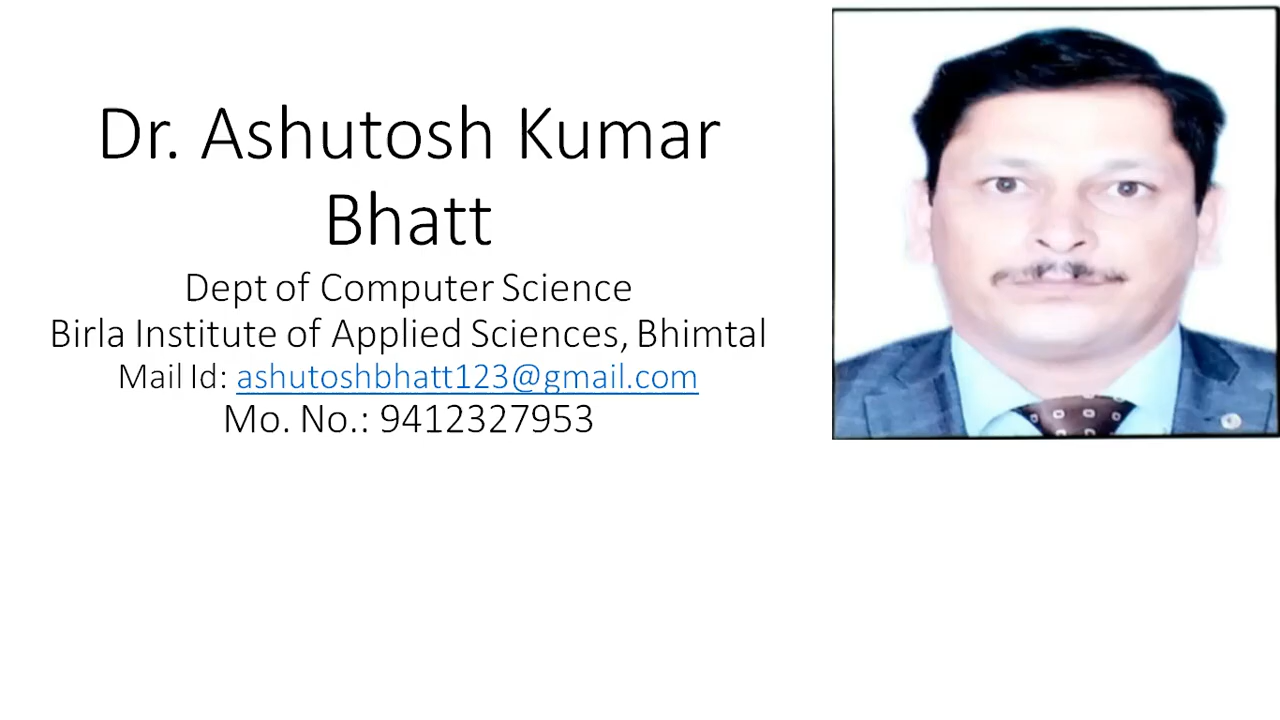 Dr. Ashutosh Kumar
Bhatt
Dept of Computer Science
Birla Institute of Applied Sciences, Bhimtal
Mail Id: ashutoshbhatt123@gmail.com
Mo. No.: 9412327953